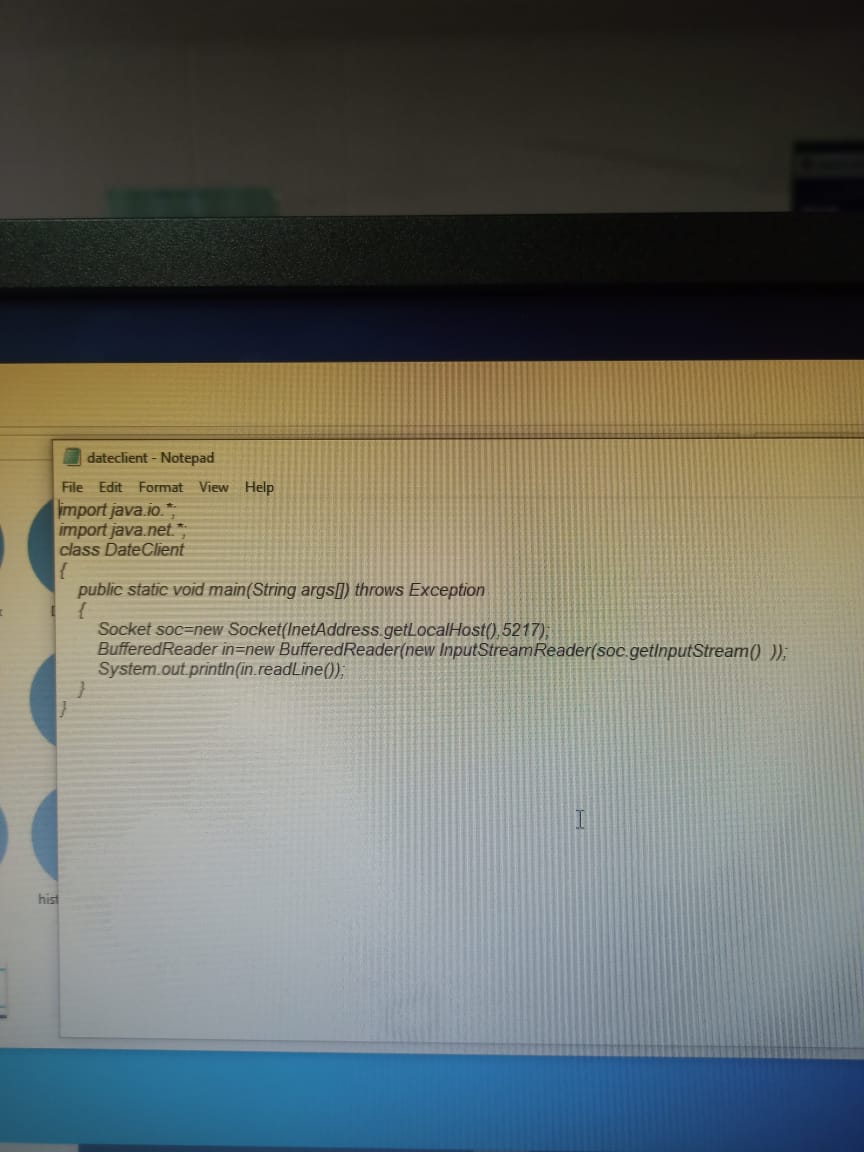 dateclient - Notepad
File Edit Format View Help
import java.io.*;
import java.net.*;
class DateClient
{
    public static void main(String args[]) throws Exception
    {
        Socket soc=new Socket(InetAddress.getLocalHost(),5217);
        BufferedReader in=new BufferedReader(new InputStreamReader(soc.getInputStream()  ));
        System.out.println(in.readLine());
    }
}
hist